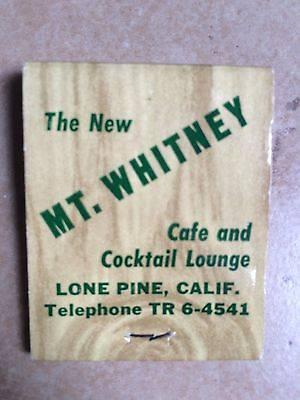 The New
MT. WHITNEY
Cafe and
Cocktail Lounge
LONE PINE, CALIF.
Telephone TR 6-4541